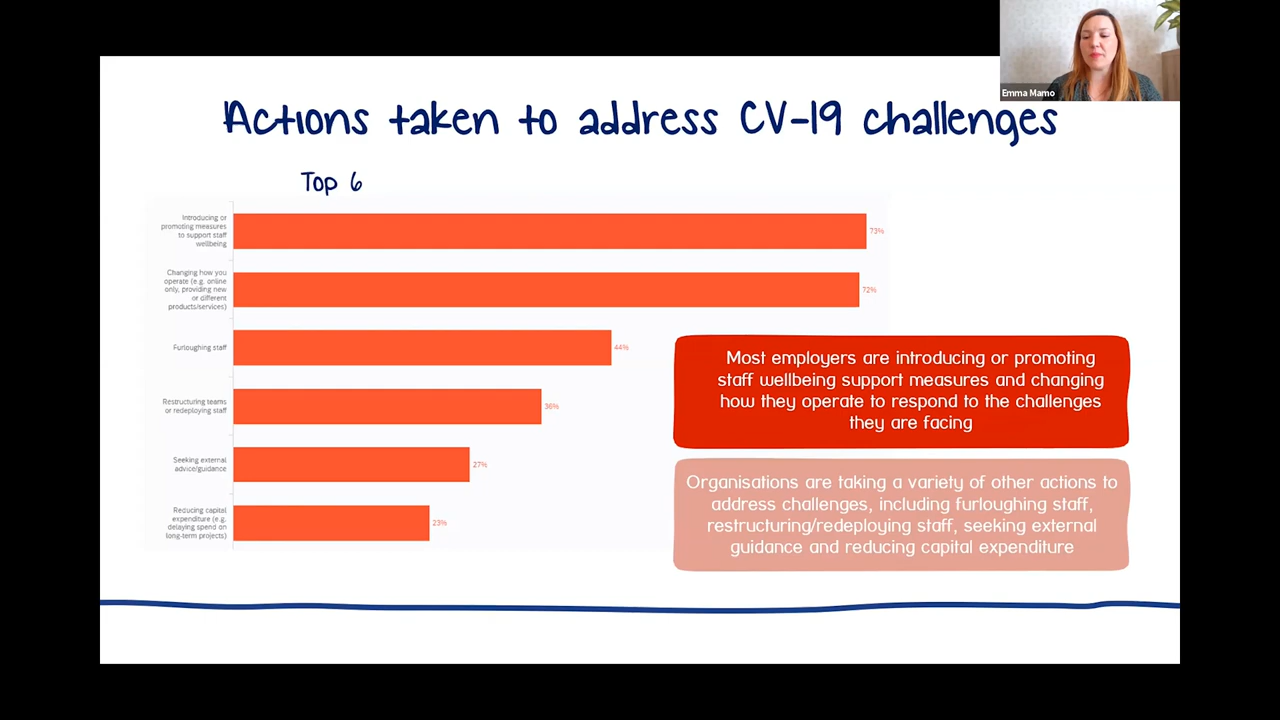 Emma Mamo
Actions taken to address CV-19 challenges
Top 6
Introducing or
promoting measures
to support staff
wellbeing
73%
Changing how you
operate (e.g. online
only, providing new
or different
products/services)
72%
Furloughing staff
44%
Restructuring teams
or redeploying staff
36%
Seeking external
advice/guidance
27%
Reducing capital
expenditure (e.g.
delaying spend on
long-term projects)
23%
Most employers are introducing or promoting
staff wellbeing support measures and changing
how they operate to respond to the challenges
they are facing
Organisations are taking a variety of other actions to
address challenges, including furloughing staff,
restructuring/redeploying staff, seeking external
guidance and reducing capital expenditure